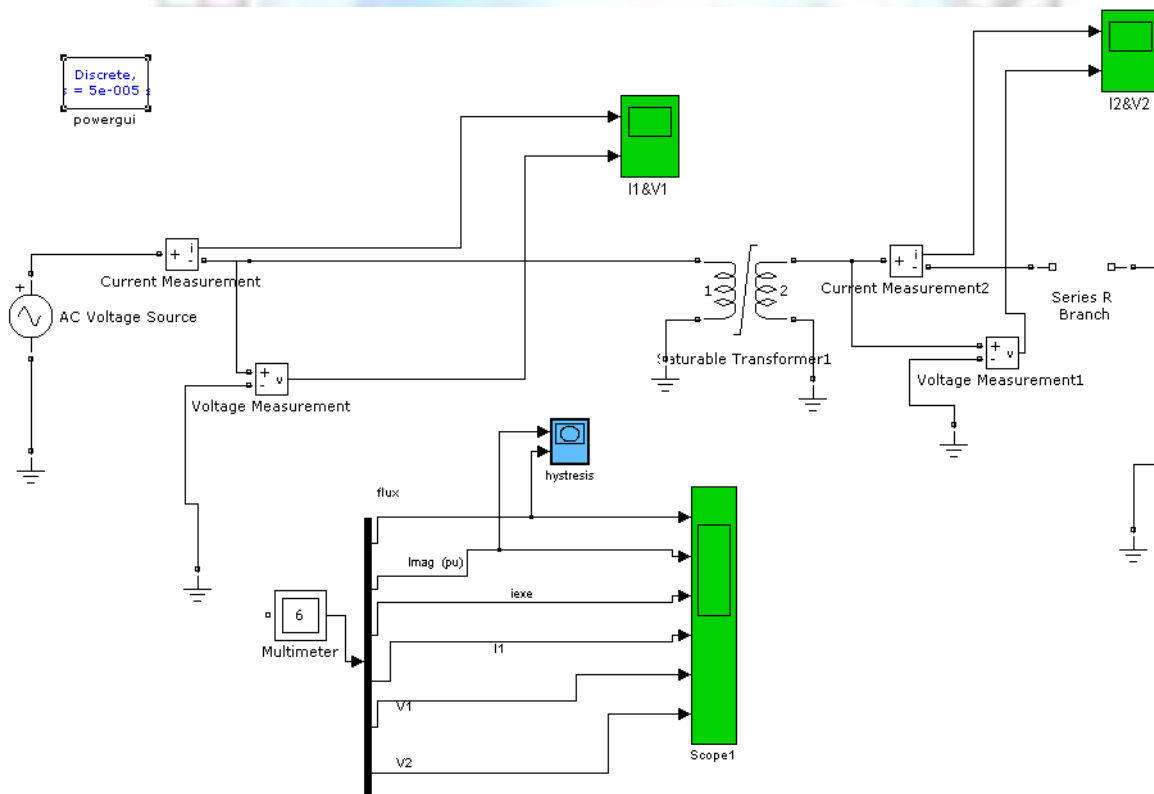 Discrete,
s = 5e-005 s
powergui
I2&V2
I1&V1
+ i
-
Current Measurement
+
AC Voltage Source
1
2
+ i
-
Current Measurement2
Series R
Branch
Saturable Transformer1
+
- v
Voltage Measurement
+
- v
Voltage Measurement1
hystresis
flux
Imag (pu)
iexe
6
Multimeter
I1
V1
V2
Scope1